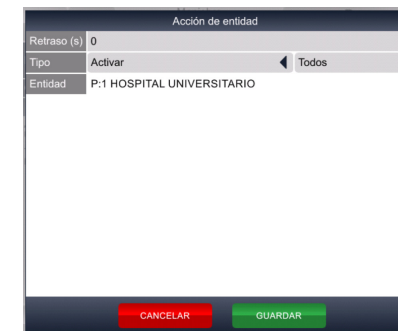 Acción de entidad
Retraso (s) 0
Tipo Activar Todos
Entidad P:1 HOSPITAL UNIVERSITARIO
CANCELAR GUARDAR